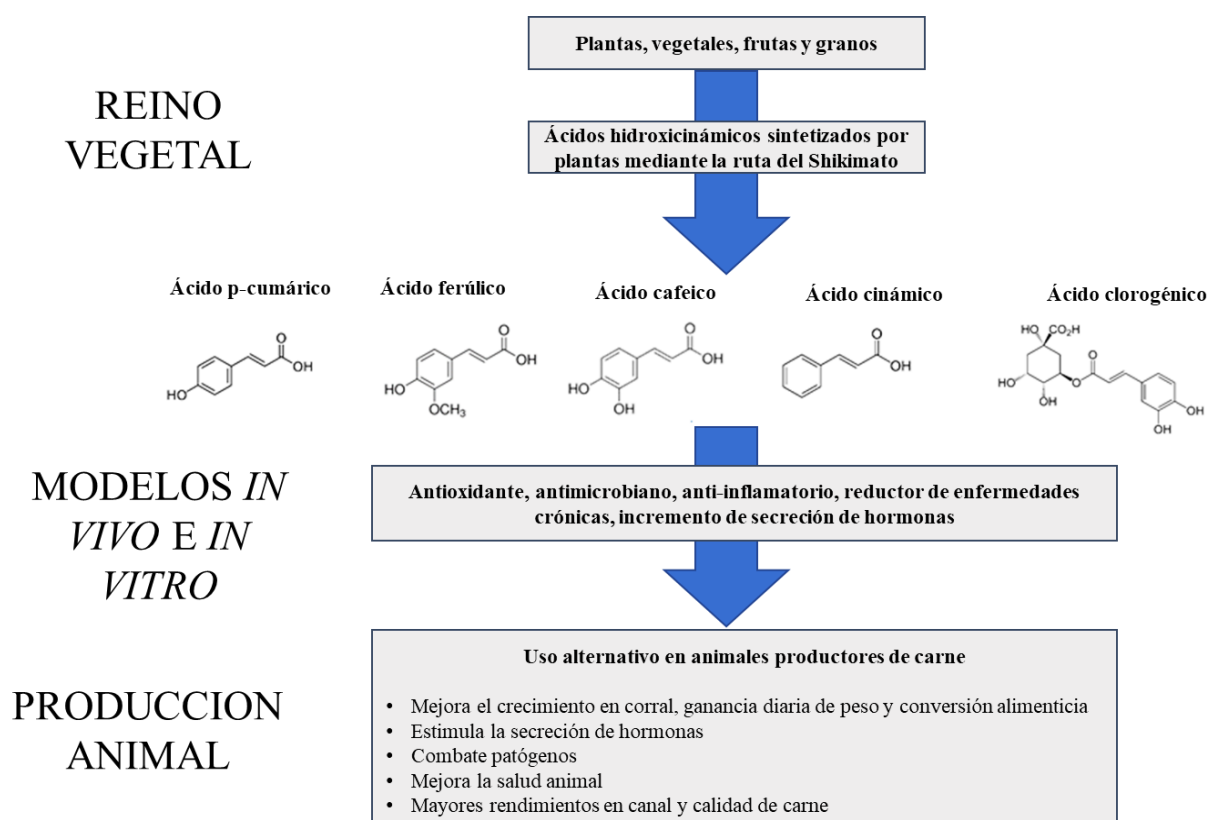 Plantas, vegetales, frutas y granos
REINO
VEGETAL
Ácidos hidroxicinámicos sintetizados por
plantas mediante la ruta del Shikimato
Ácido p-cumárico
Ácido ferúlico
Ácido cafeico
Ácido cinámico
Ácido clorogénico
O
OH
HO
O
OH
HO
OCH3
O
OH
HO
OH
O
OH
HO
CO2H
HO
OH
O
O
OH
OH
MODELOS IN
VIVO E IN
VITRO
Antioxidante, antimicrobiano, anti-inflamatorio, reductor de enfermedades
crónicas, incremento de secreción de hormonas
PRODUCCION
ANIMAL
Uso alternativo en animales productores de carne
• Mejora el crecimiento en corral, ganancia diaria de peso y conversión alimenticia
• Estimula la secreción de hormonas
• Combate patógenos
• Mejora la salud animal
• Mayores rendimientos en canal y calidad de carne